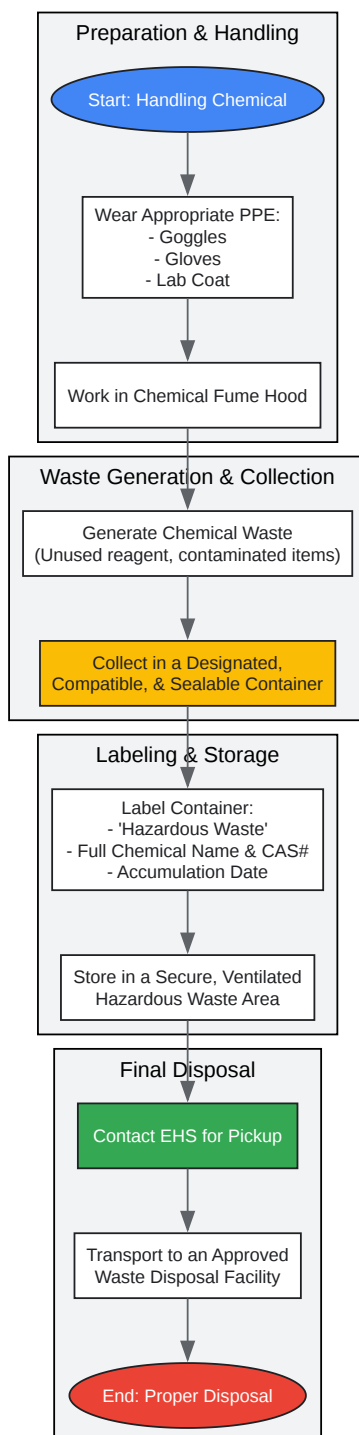 Preparation & Handling
Start: Handling Chemical
Wear Appropriate PPE:
- Goggles
- Gloves
- Lab Coat
Work in Chemical Fume Hood
Waste Generation & Collection
Generate Chemical Waste
(Unused reagent, contaminated items)
Collect in a Designated,
Compatible, & Sealable Container
Labeling & Storage
Label Container:
- 'Hazardous Waste'
- Full Chemical Name & CAS#
- Accumulation Date
Store in a Secure, Ventilated
Hazardous Waste Area
Final Disposal
Contact EHS for Pickup
Transport to an Approved
Waste Disposal Facility
End: Proper Disposal